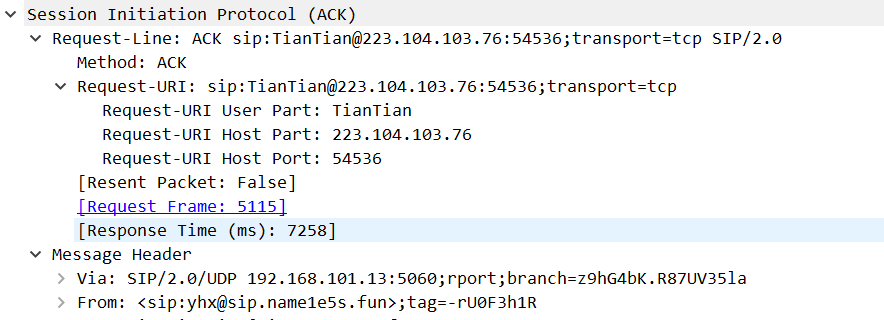 Session Initiation Protocol (ACK)
Request-Line: ACK sip:TianTian@223.104.103.76:54536;transport=tcp SIP/2.0
Method: ACK
Request-URI: sip:TianTian@223.104.103.76:54536;transport=tcp
Request-URI User Part: TianTian
Request-URI Host Part: 223.104.103.76
Request-URI Host Port: 54536
[Resent Packet: False]
[Request Frame: 5115]
[Response Time (ms): 7258]
Message Header
Via: SIP/2.0/UDP 192.168.101.13:5060;rport;branch=z9hG4bK.R87UV35la
From: <sip:yhx@sip.name1e5s.fun>;tag=-rU0F3h1R